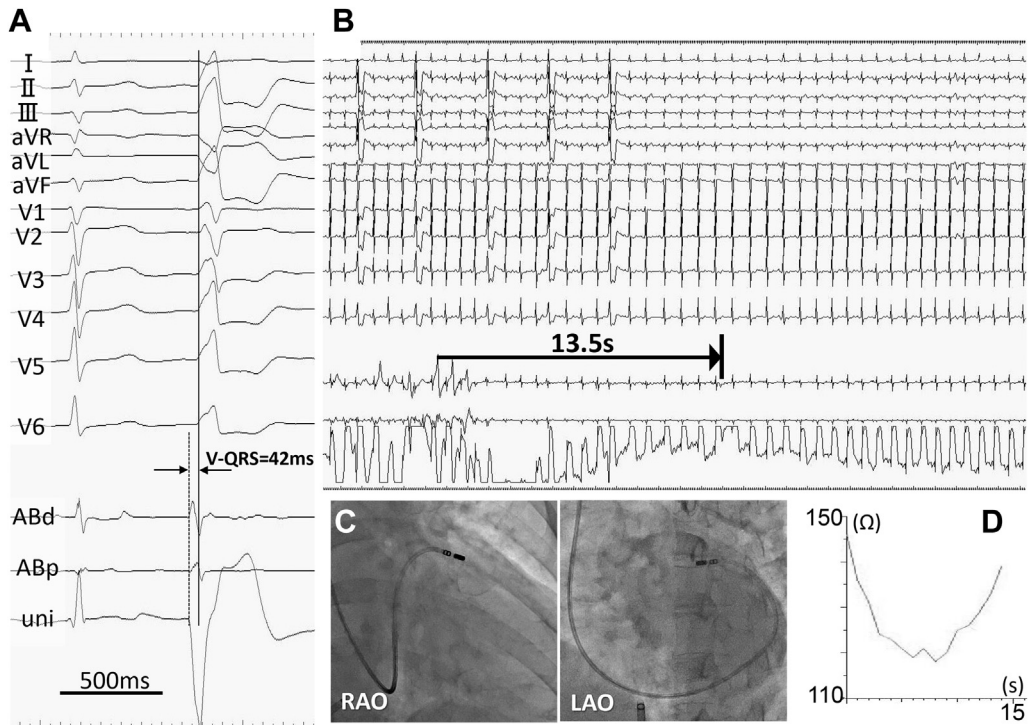 A
I
II
III
aVR
aVL
aVF
V1
V2
V3
V4
V5
V6
V-QRS=42ms
ABd
ABp
uni
500ms
B
13.5s
C
RAO
LAO
D
150
(Ω)
110
(s)
15